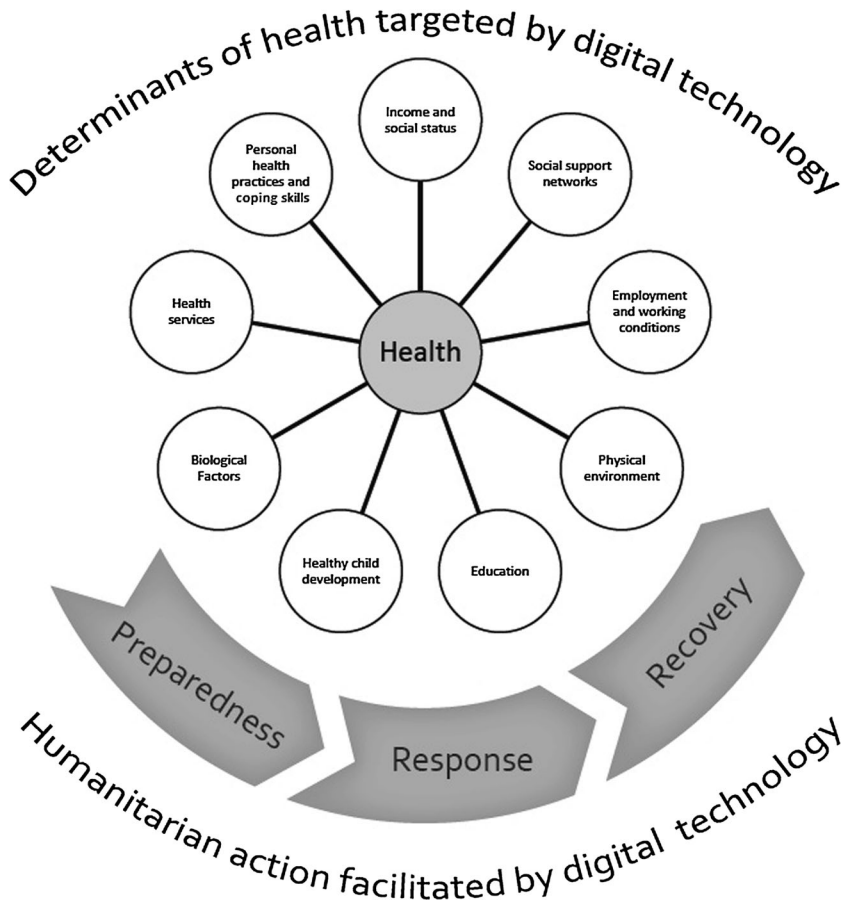 Determinants of health targeted by digital technology
Income and
social status
Social support
networks
Employment
and working
conditions
Physical
environment
Education
Healthy child
development
Biological
Factors
Health
services
Personal
health
practices and
coping skills
Health
Preparedness
Response
Recovery
Humanitarian action facilitated by digital technology